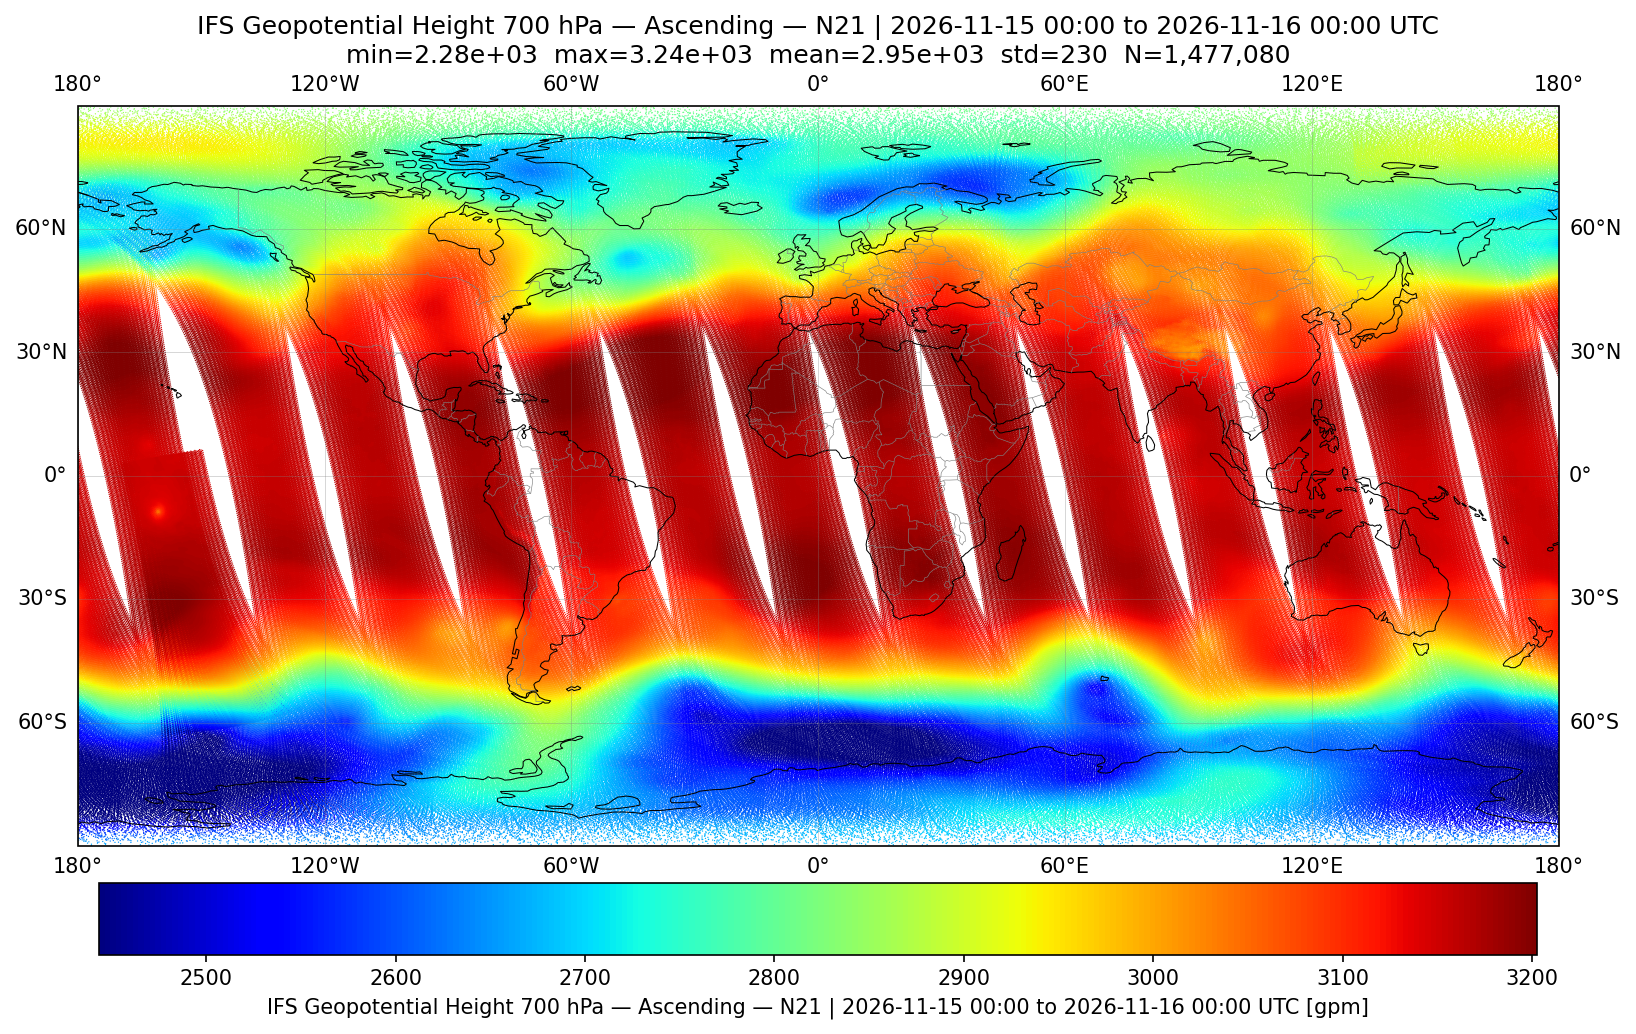 IFS Geopotential Height 700 hPa — Ascending — N21 | 2026-11-15 00:00 to 2026-11-16 00:00 UTC
min=2.28e+03  max=3.24e+03  mean=2.95e+03  std=230  N=1,477,080
180° 120°W 60°W 0° 60°E 120°E 180°
60°N 60°N
30°N 30°N
0° 0°
30°S 30°S
60°S 60°S
180° 120°W 60°W 0° 60°E 120°E 180°
2500 2600 2700 2800 2900 3000 3100 3200
IFS Geopotential Height 700 hPa — Ascending — N21 | 2026-11-15 00:00 to 2026-11-16 00:00 UTC [gpm]